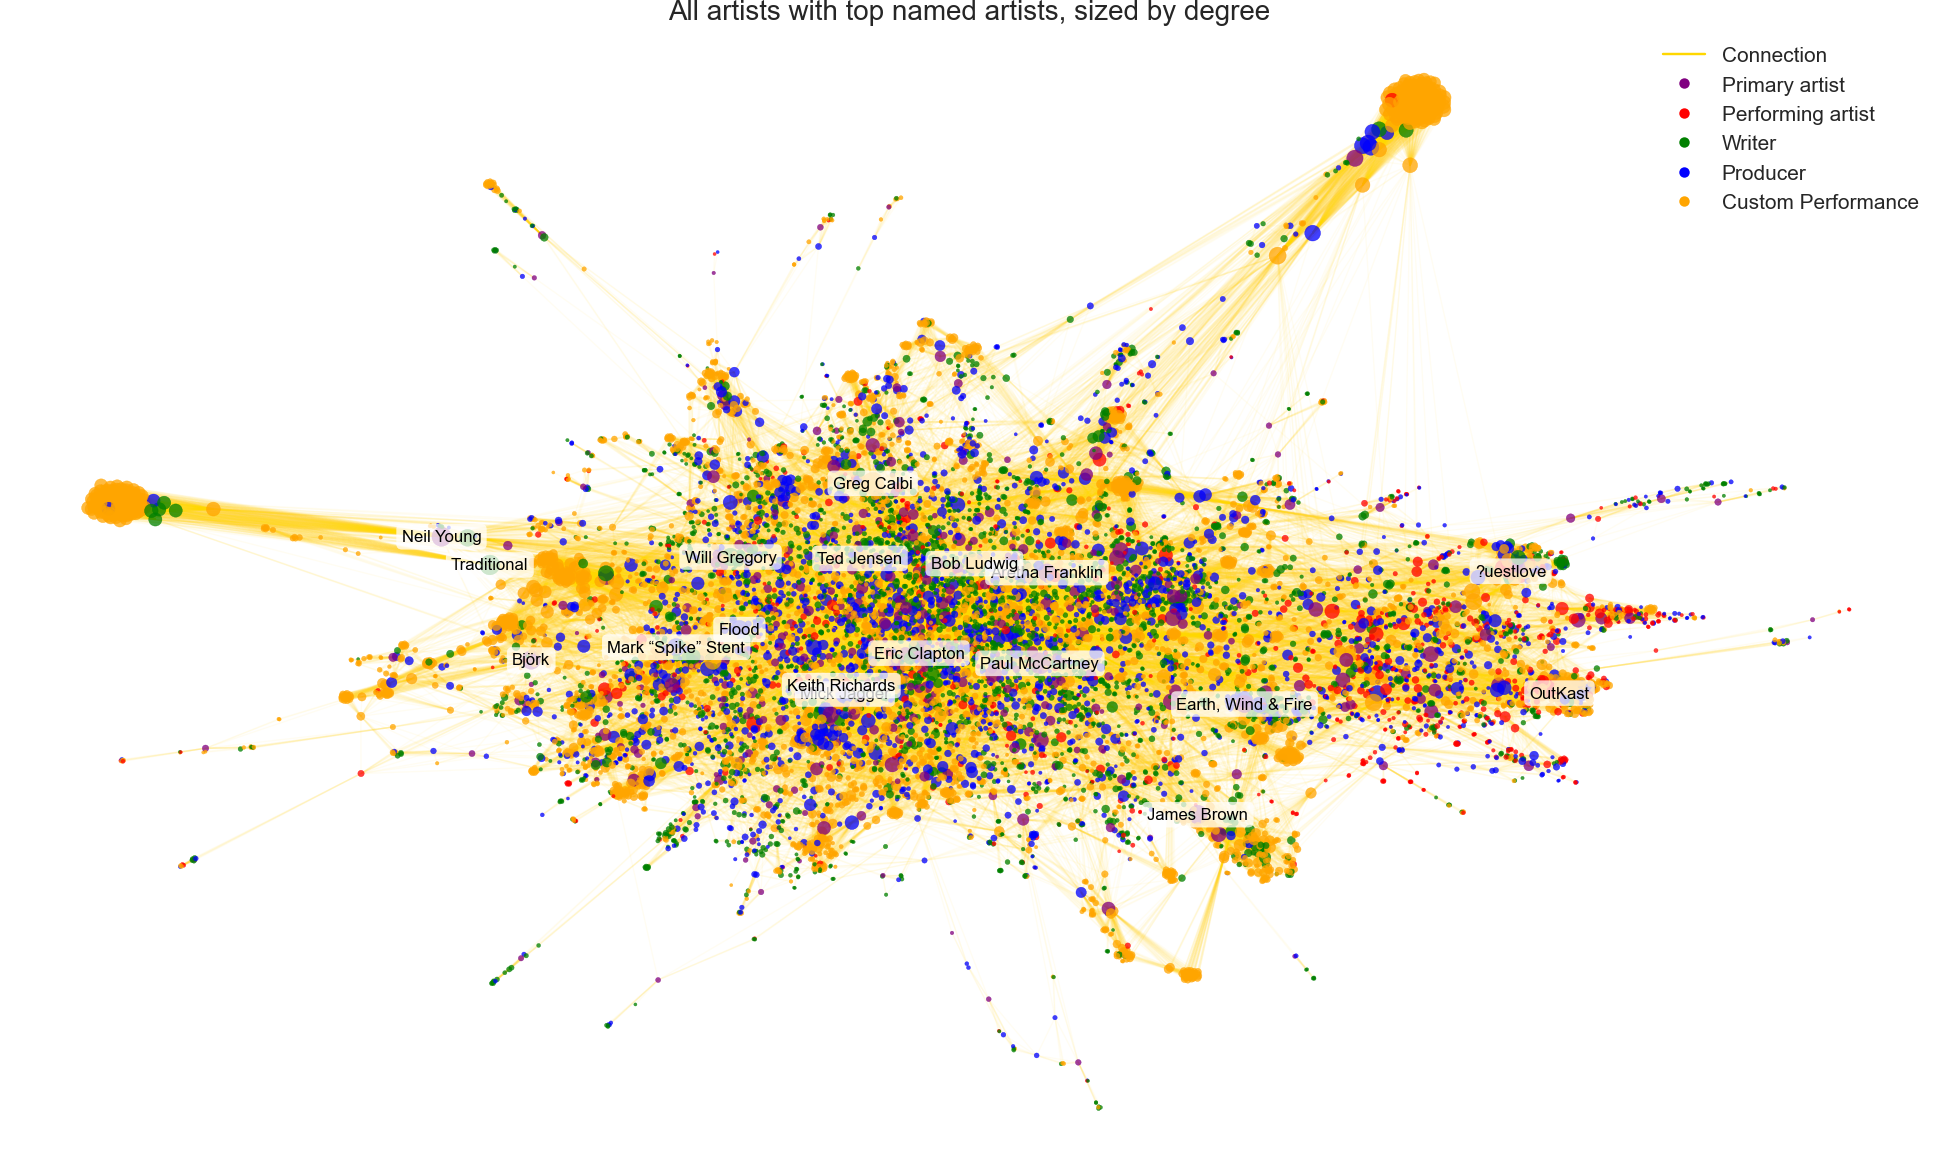 All artists with top named artists, sized by degree
Connection
Primary artist
Performing artist
Writer
Producer
Custom Performance
Greg Calbi
Neil Young
Traditional
Will Gregory
Ted Jensen
Bob Ludwig
Aretha Franklin
?uestlove
Flood
Mark “Spike” Stent
Björk
Eric Clapton
Paul McCartney
Keith Richards
Mick Jagger
OutKast
Earth, Wind & Fire
James Brown